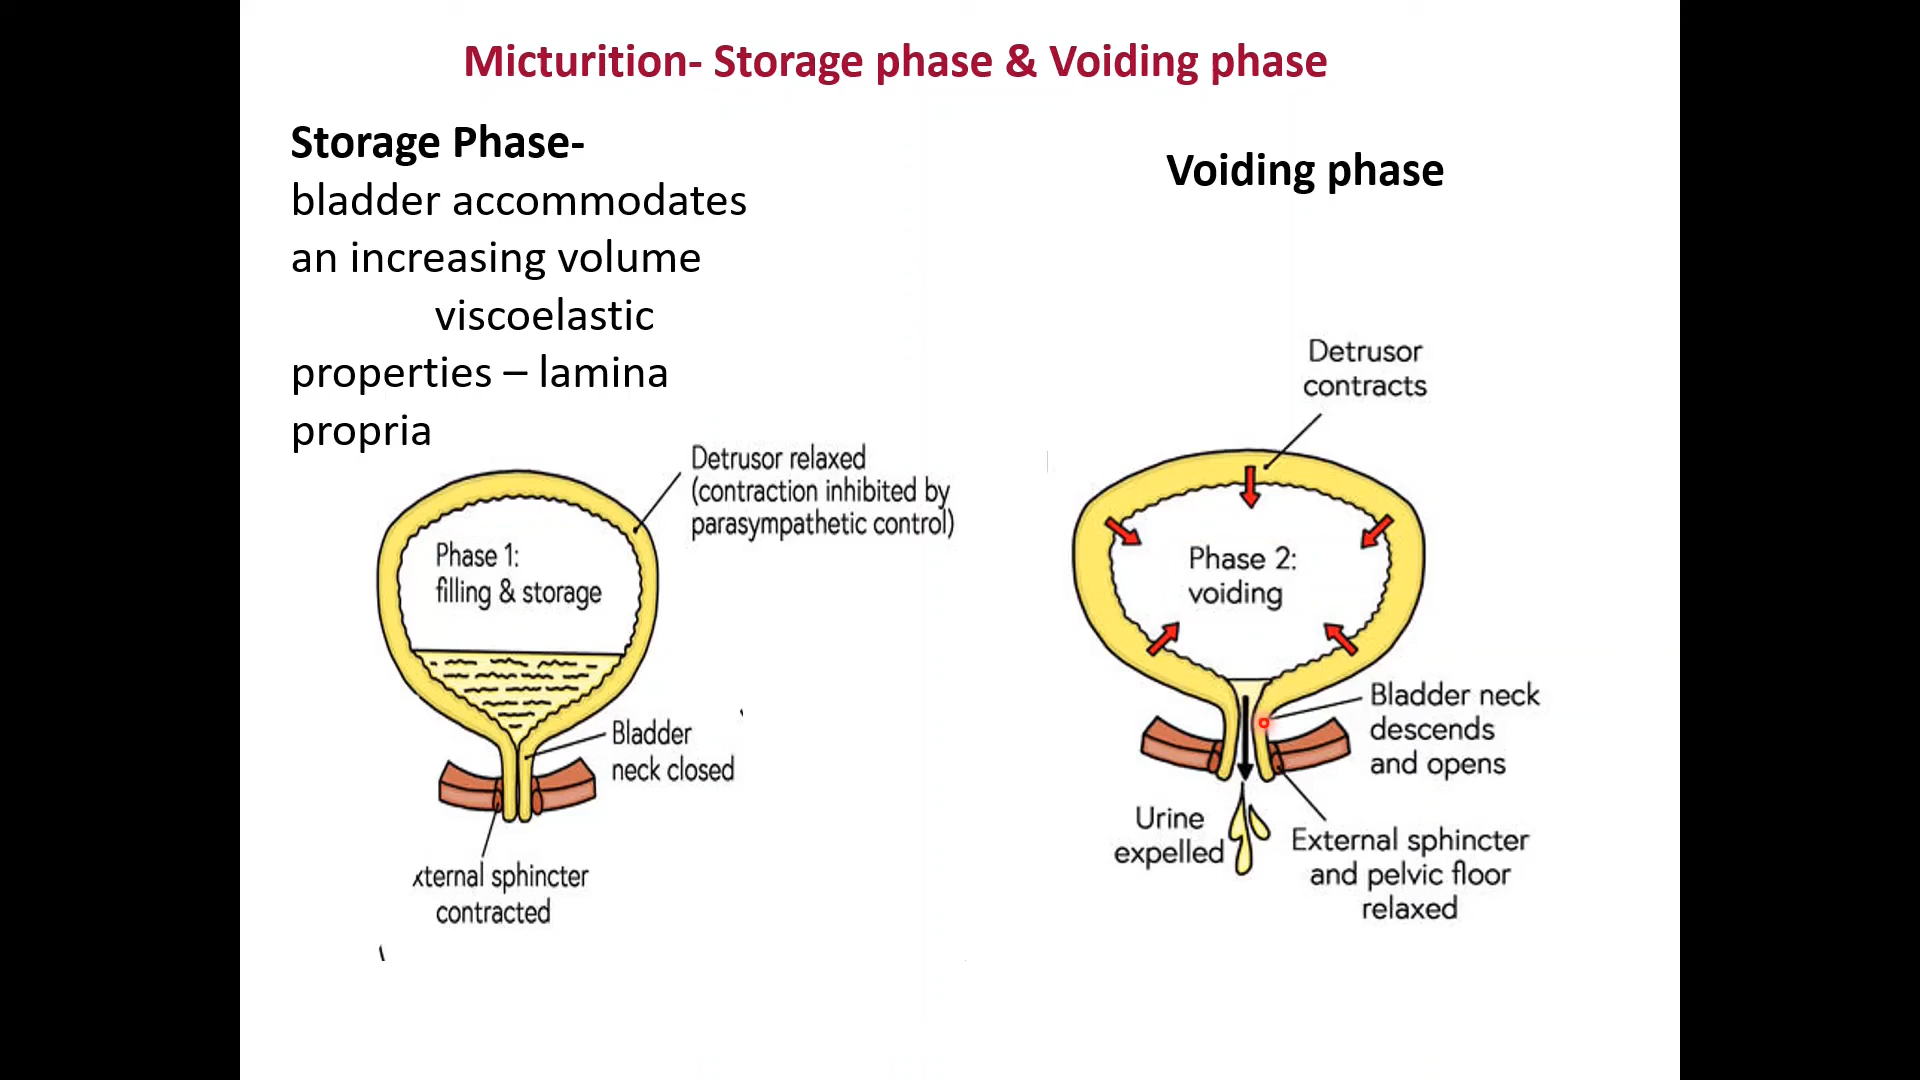 Micturition- Storage phase & Voiding phase
Storage Phase-
bladder accommodates
an increasing volume
viscoelastic
properties – lamina
propria
Detrusor relaxed
(contraction inhibited by
parasympathetic control)
Phase 1:
filling & storage
Bladder
neck closed
xternal sphincter
contracted
Voiding phase
Detrusor
contracts
Phase 2:
voiding
Bladder neck
descends
and opens
Urine
expelled
External sphincter
and pelvic floor
relaxed